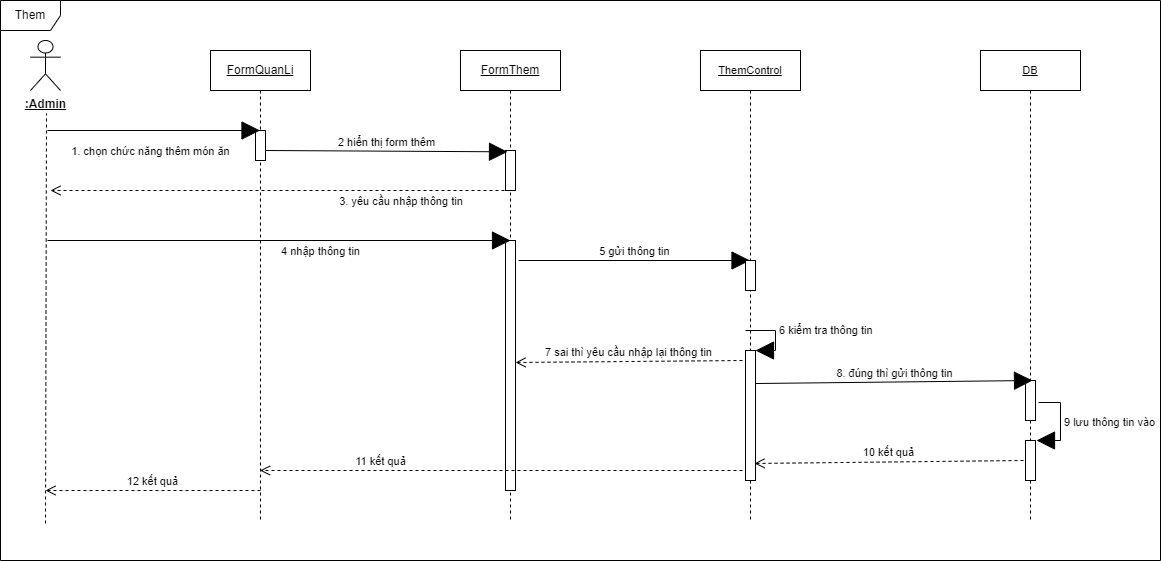 Them
FormQuanLi
FormThem
ThemControl
DB
:Admin
1. chọn chức năng thêm món ăn
2 hiển thị form thêm
3. yêu cầu nhập thông tin
4 nhập thông tin
5 gửi thông tin
6 kiểm tra thông tin
7 sai thì yêu cầu nhập lại thông tin
8. đúng thì gửi thông tin
9 lưu thông tin vào
10 kết quả
11 kết quả
12 kết quả